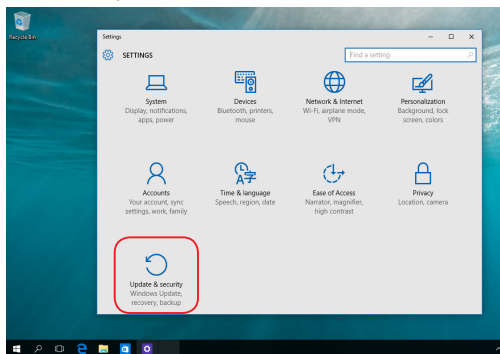 Recycle Bin
Settings
SETTINGS
Find a setting
System
Display, notifications,
apps, power
Devices
Bluetooth, printers,
mouse
Network & Internet
Wi-Fi, airplane mode,
VPN
Personalization
Background, lock
screen, colors
Accounts
Your account, sync
settings, work, family
Time & language
Speech, region, date
Ease of Access
Narrator, magnifier,
high contrast
Privacy
Location, camera
Update & security
Windows Update,
recovery, backup